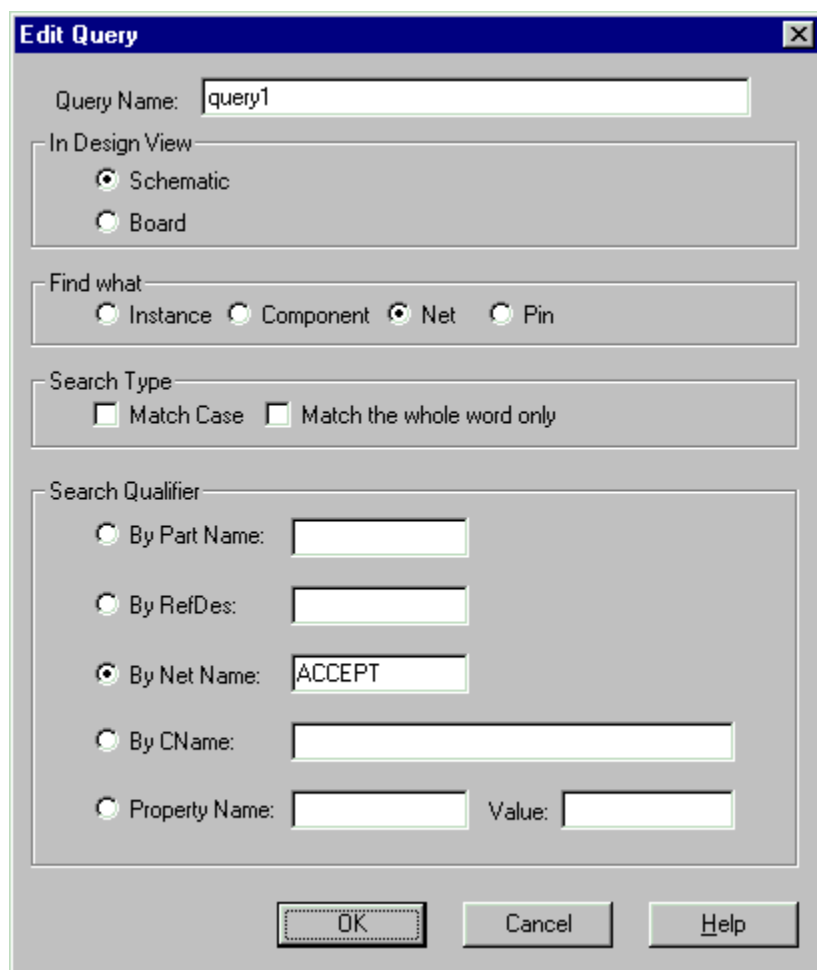 Edit Query
Query Name: query1
In Design View
Schematic
Board
Find what
Instance Component Net Pin
Search Type
Match Case Match the whole word only
Search Qualifier
By Part Name:
By RefDes:
By Net Name: ACCEPT
By CName:
Property Name: Value:
OK Cancel Help